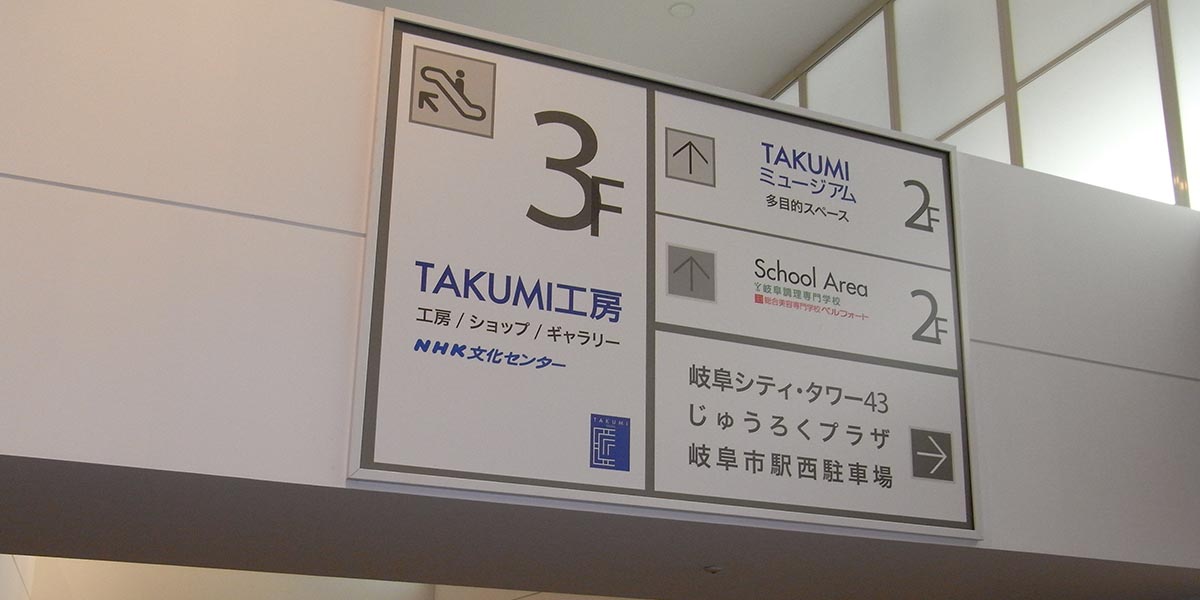 3F
TAKUMI工房
工房 / ショップ / ギャラリー
NHK文化センター
TAKUMI
TAKUMI
ミュージアム
多目的スペース
2F
School Area
岐阜調理専門学校
総合美容専門学校ベルフォート
2F
岐阜シティ・タワー43
じゅうろくプラザ
岐阜市駅西駐車場